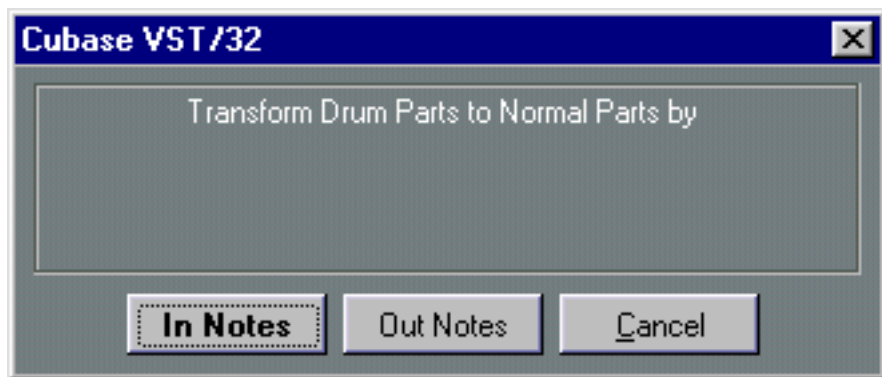 Cubase VST/32
Transform Drum Parts to Normal Parts by
In Notes Out Notes Cancel